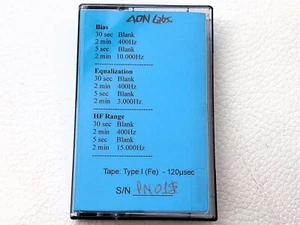 AON Labs.
Bias
30 sec Blank
2 min 400Hz
5 sec Blank
2 min 10.000Hz
Equalization
30 sec Blank
2 min 400Hz
5 sec Blank
2 min 3.000Hz
HF Range
30 sec Blank
2 min 400Hz
5 sec Blank
2 min 15.000Hz
Tape: Type I (Fe) - 120µsec
S/N